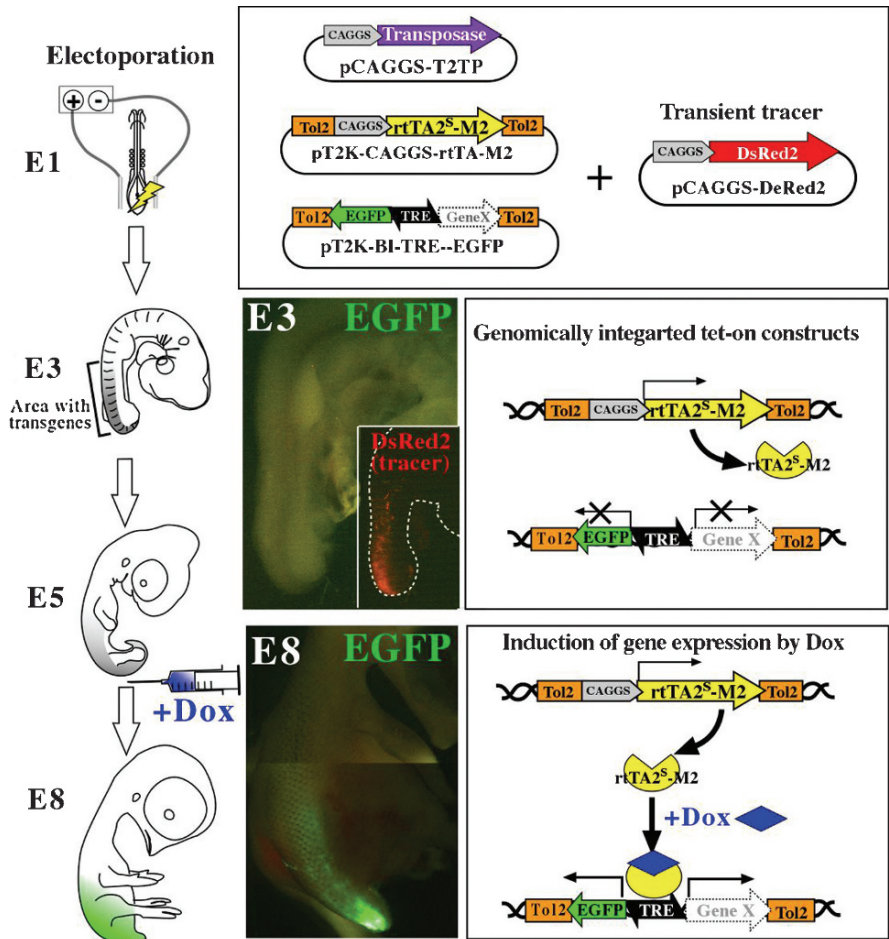 Electoporation
+ -
E1
E3
Area with
transgenes
E5
+Dox
E8
CAGGS Transposase
pCAGGS-T2TP
Tol2 CAGGS rtTA2S-M2 Tol2
pT2K-CAGGS-rtTA-M2
Tol2 EGFP TRE GeneX Tol2
pT2K-BI-TRE--EGFP
+
Transient tracer
CAGGS DsRed2
pCAGGS-DeRed2
E3 EGFP
DsRed2
(tracer)
Genomically integarted tet-on constructs
Tol2 CAGGS rtTA2S-M2 Tol2
rtTA2S-M2
Tol2 EGFP TRE Gene X Tol2
E8 EGFP
Induction of gene expression by Dox
Tol2 CAGGS rtTA2S-M2 Tol2
rtTA2S-M2
+Dox
Tol2 EGFP TRE Gene X Tol2